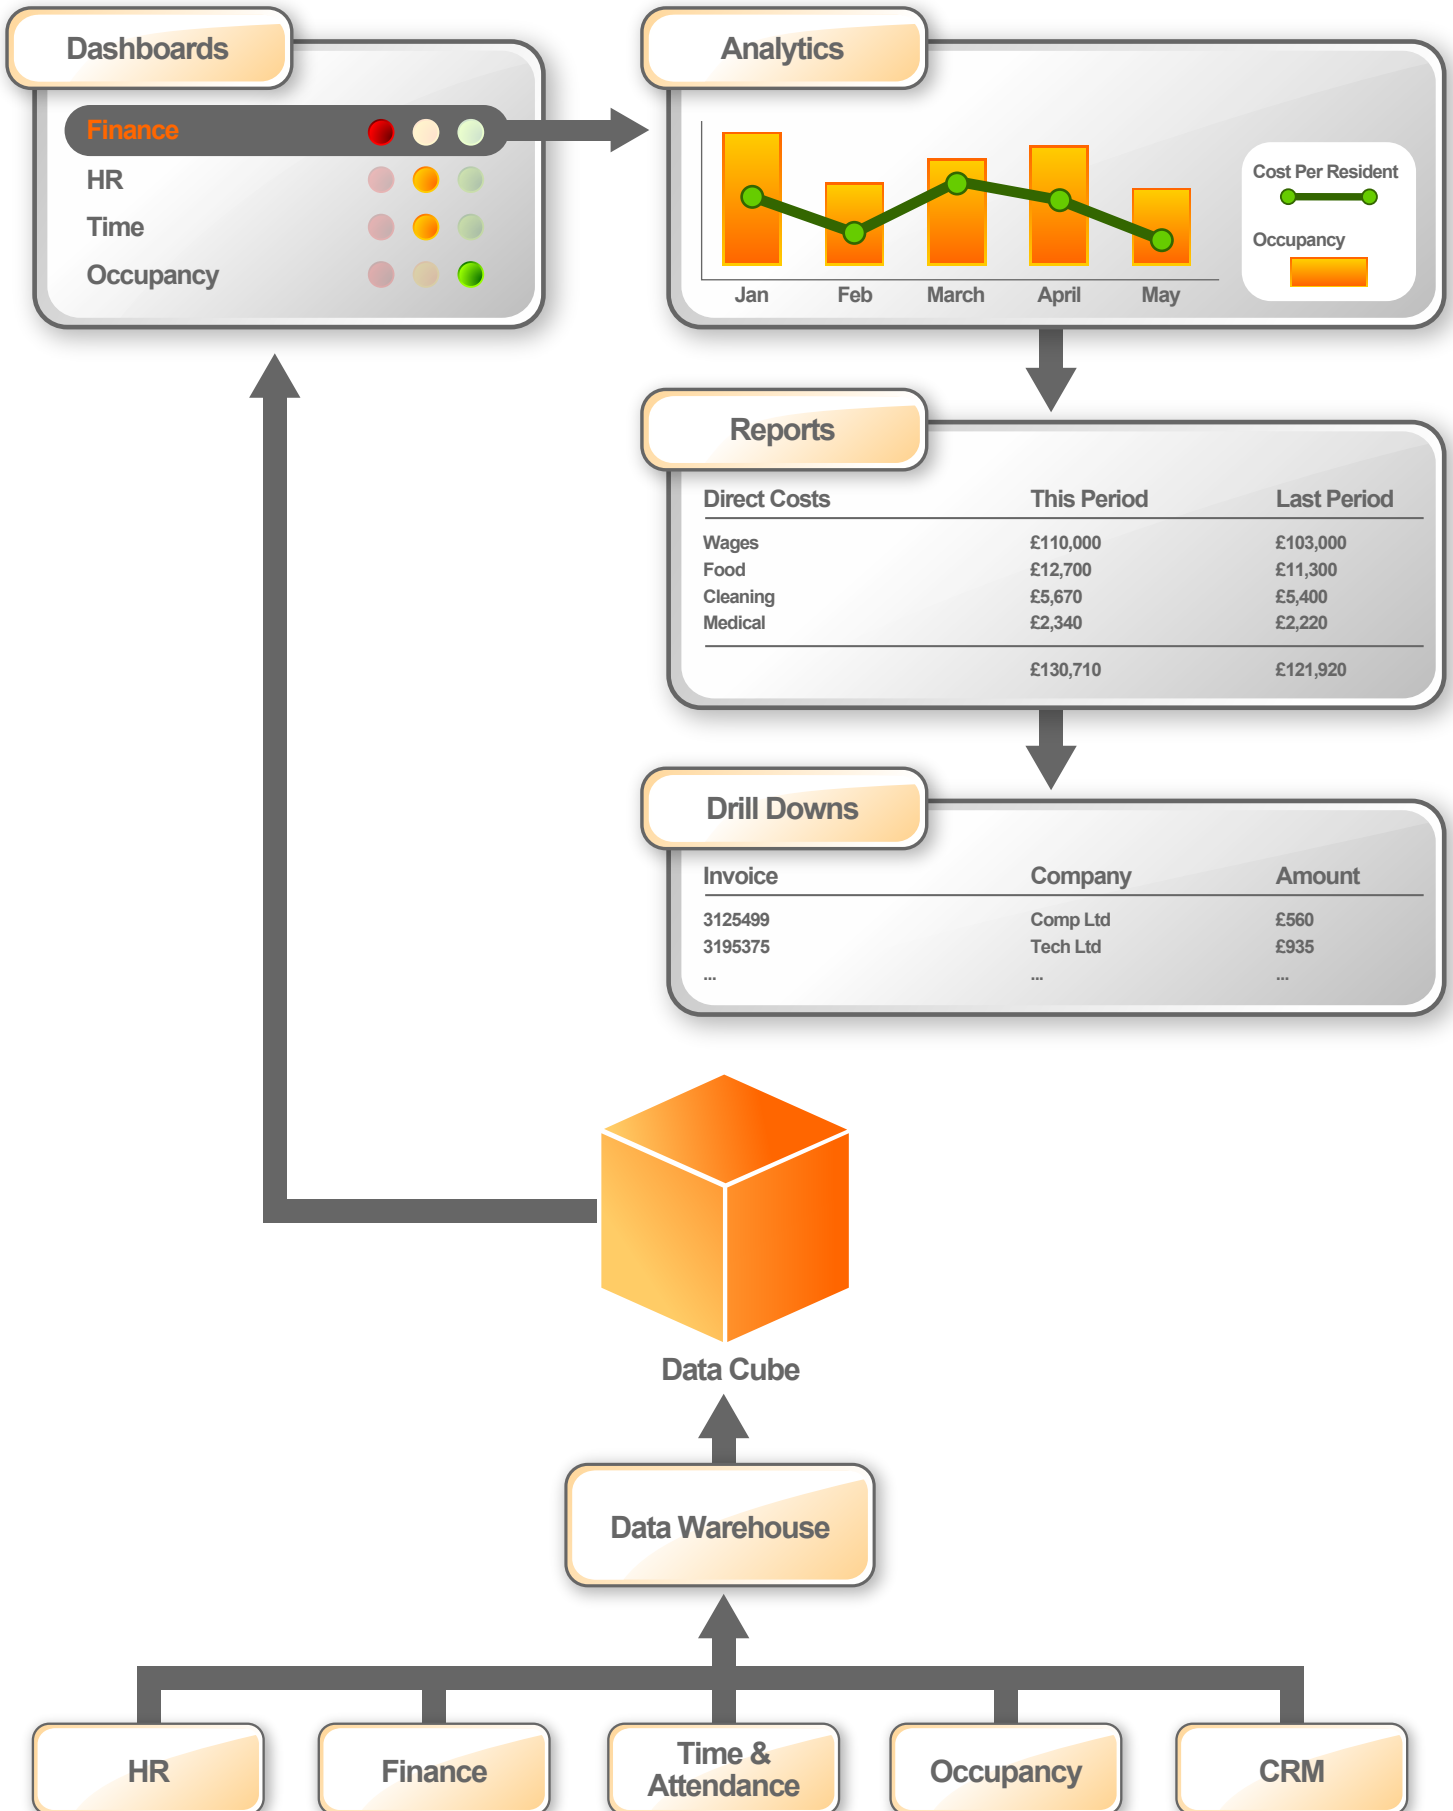 Dashboards
Finance
HR
Time
Occupancy
Analytics
Cost Per Resident
Occupancy
Jan Feb March April May
Reports
Direct Costs This Period Last Period
Wages £110,000 £103,000
Food £12,700 £11,300
Cleaning £5,670 £5,400
Medical £2,340 £2,220
£130,710 £121,920
Drill Downs
Invoice Company Amount
3125499 Comp Ltd £560
3195375 Tech Ltd £935
... ... ...
Data Cube
Data Warehouse
HR
Finance
Time &
Attendance
Occupancy
CRM